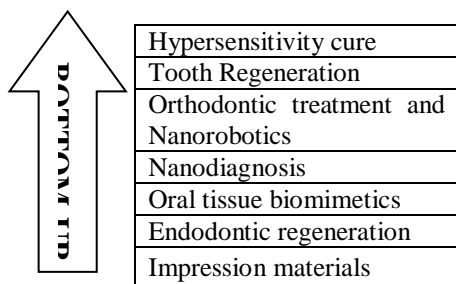 BOTTOM UP
Hypersensitivity cure
Tooth Regeneration
Orthodontic treatment and
Nanorobotics
Nanodiagnosis
Oral tissue biomimetics
Endodontic regeneration
Impression materials